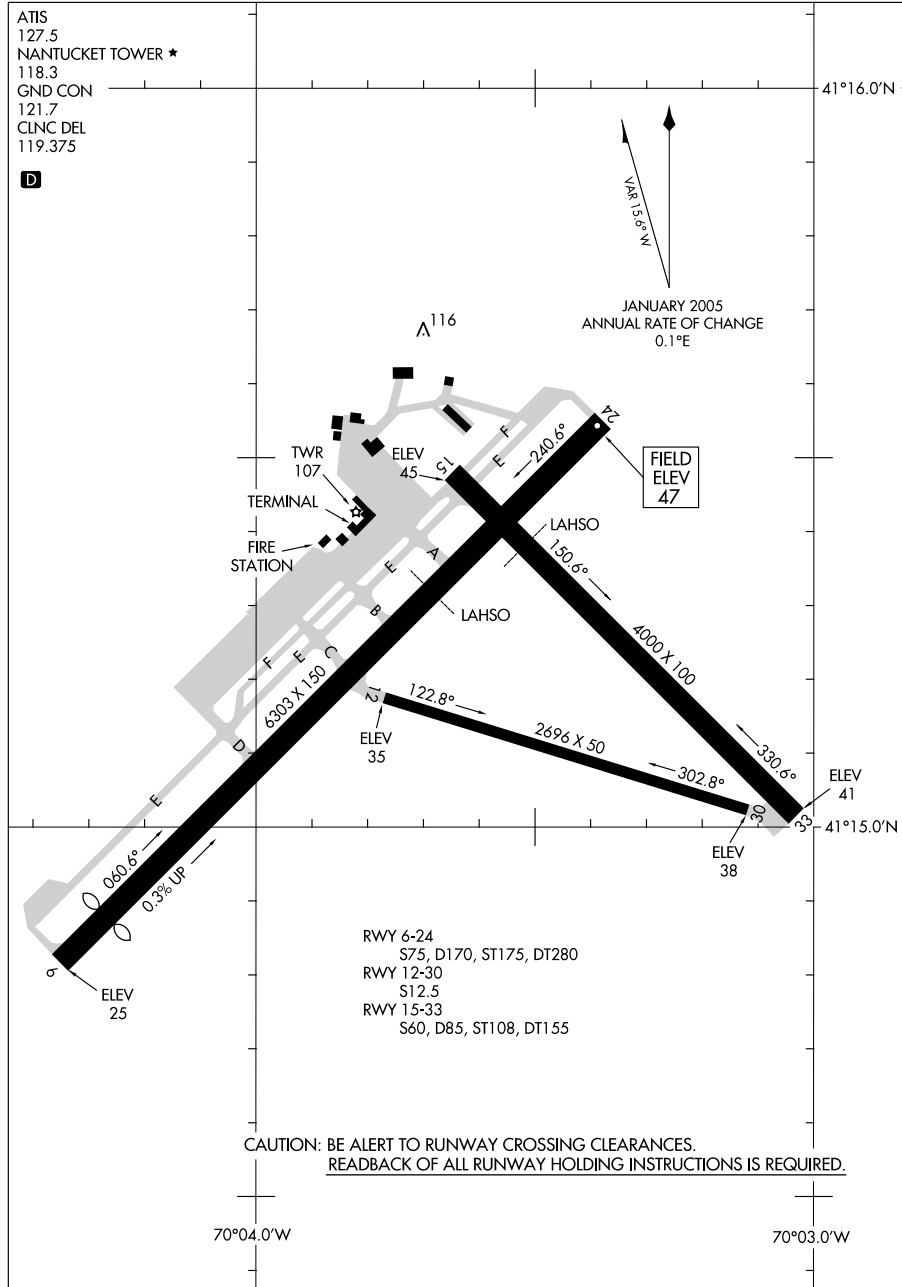 ATIS
127.5
NANTUCKET TOWER ★
118.3
GND CON
121.7
CLNC DEL
119.375
D
41°16.0'N
VAR 15.6° W
JANUARY 2005
ANNUAL RATE OF CHANGE
0.1°E
116
24
F
E
240.6°
FIELD
ELEV
47
TWR
107
ELEV
45
15
TERMINAL
LAHSO
FIRE
STATION
A
E
150.6°
LAHSO
B
C
E
F
4000 X 100
6303 X 150
12
122.8°
ELEV
35
2696 X 50
302.8°
330.6°
D
E
30
33
ELEV
41
41°15.0'N
ELEV
38
060.6°
0.3% UP
6
ELEV
25
RWY 6-24
S75, D170, ST175, DT280
RWY 12-30
S12.5
RWY 15-33
S60, D85, ST108, DT155
CAUTION: BE ALERT TO RUNWAY CROSSING CLEARANCES.
READBACK OF ALL RUNWAY HOLDING INSTRUCTIONS IS REQUIRED.
70°04.0'W
70°03.0'W